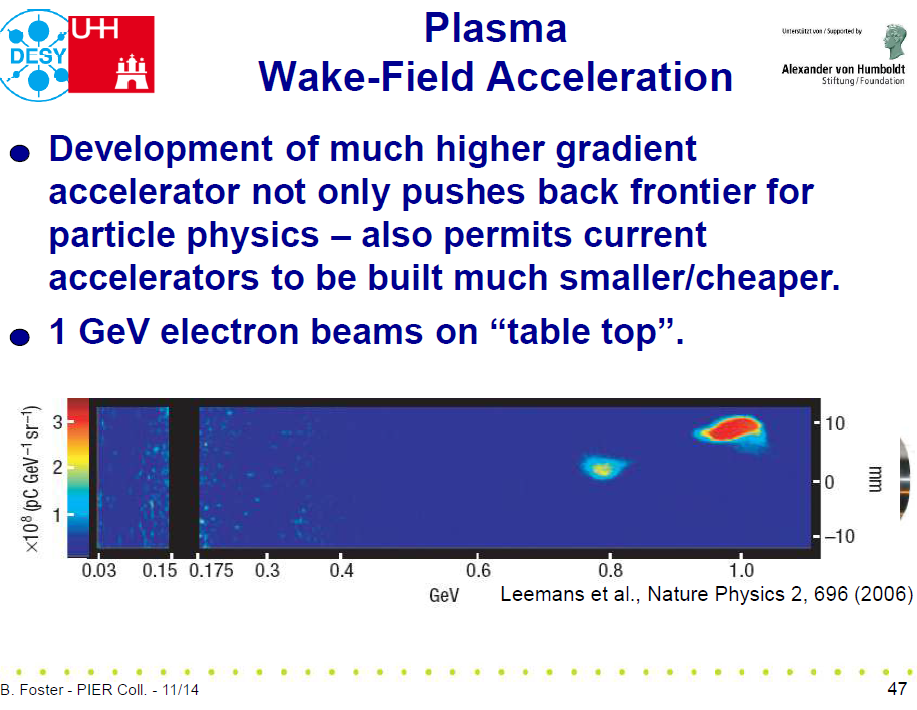 DESY
UHH
Plasma
Wake-Field Acceleration
Unterstützt von / Supported by
Alexander von Humboldt
Stiftung / Foundation
Development of much higher gradient
accelerator not only pushes back frontier for
particle physics – also permits current
accelerators to be built much smaller/cheaper.
1 GeV electron beams on “table top”.
×10⁸ (pC GeV⁻¹ sr⁻¹)
3
2
1
10
0
–10
mm
0.03 0.15 0.175 0.3 0.4 0.6 0.8 1.0
GeV
Leemans et al., Nature Physics 2, 696 (2006)
B. Foster - PIER Coll. - 11/14
47